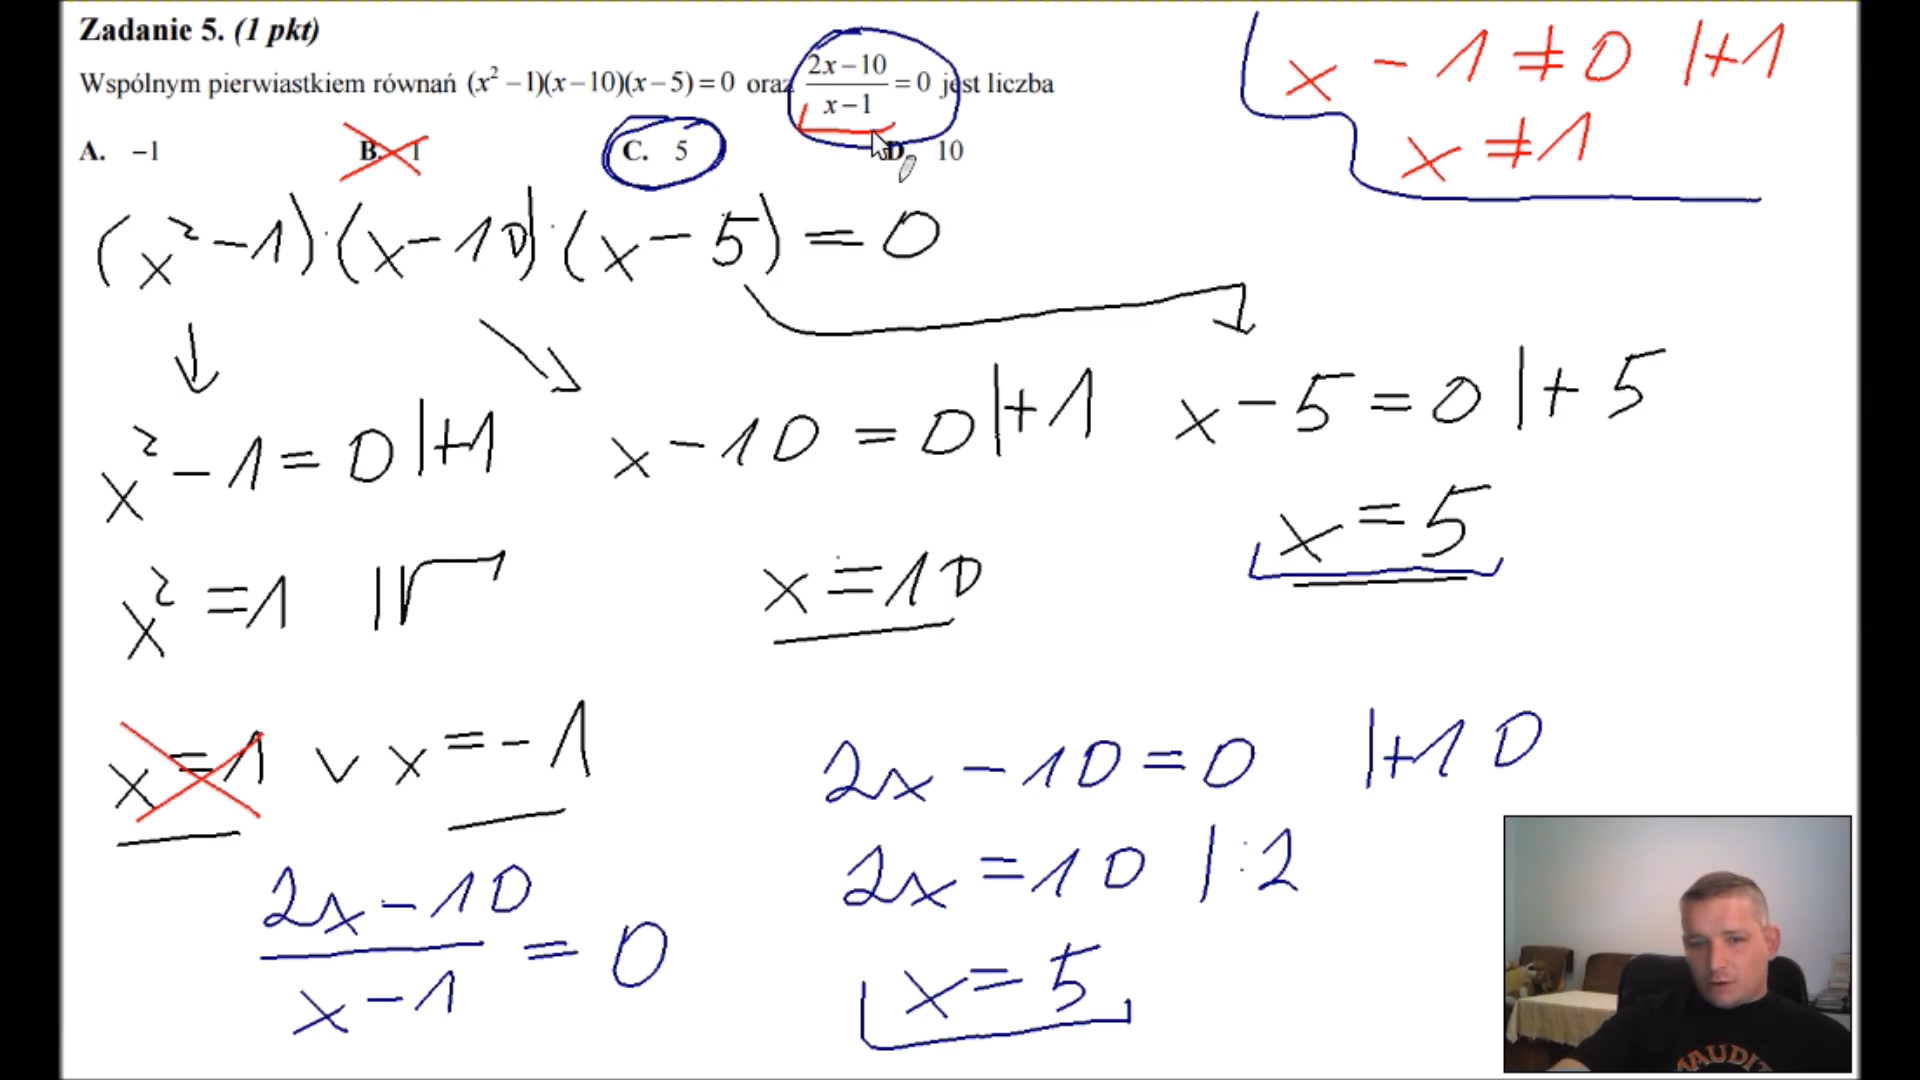 Zadanie 5. (1 pkt)
Wspólnym pierwiastkiem równań (x² – 1)(x – 10)(x – 5) = 0 oraz (2x – 10)/(x – 1) = 0 jest liczba
A. –1 B. 1 C. 5 D. 10
x – 1 ≠ 0 |+1
x ≠ 1
(x² – 1)·(x – 10)·(x – 5) = 0
x² – 1 = 0 |+1
x – 10 = 0 |+1
x – 5 = 0 |+ 5
x² = 1 |√
x = 10
x = 5
x = 1 ∨ x = – 1
(2x – 10)/(x – 1) = 0
2x – 10 = 0 |+10
2x = 10 |:2
x = 5
MAUDIT